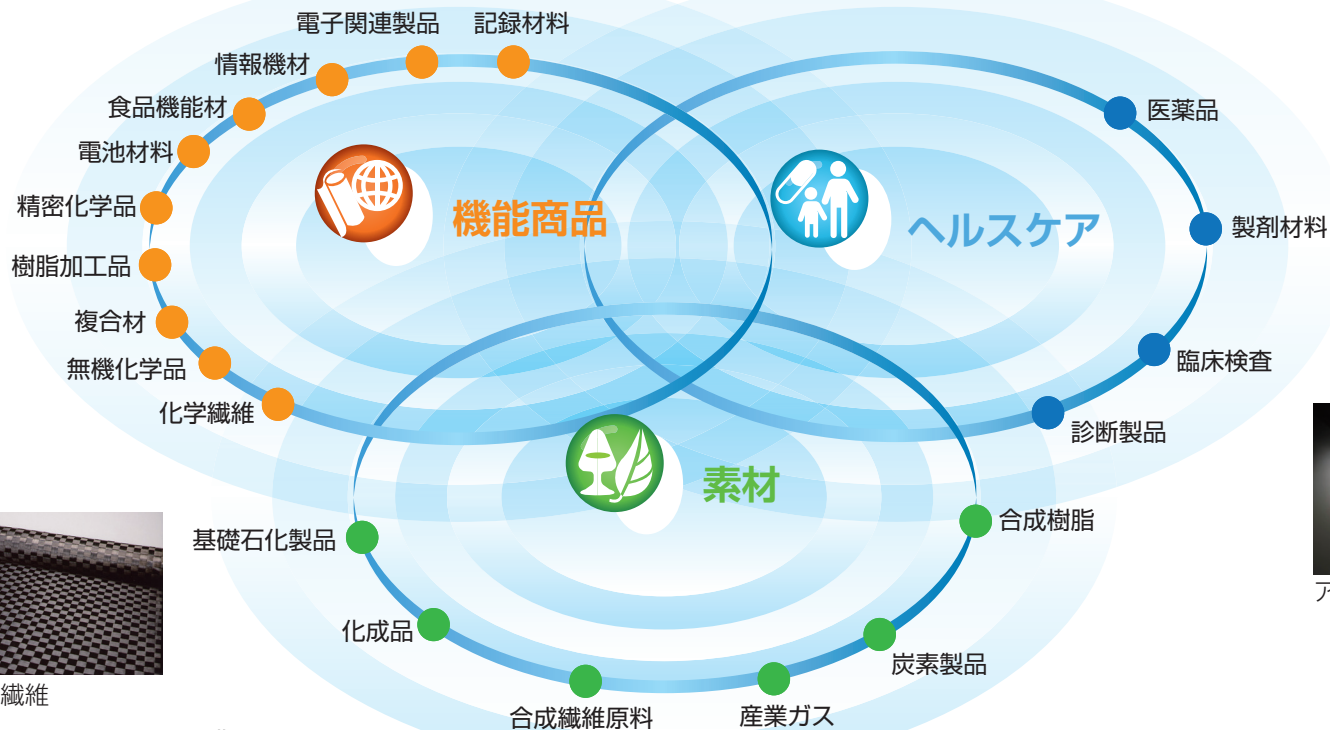 電子関連製品
記録材料
情報機材
食品機能材
電池材料
精密化学品
樹脂加工品
複合材
無機化学品
化学繊維
機能商品
ヘルスケア
医薬品
製剤材料
臨床検査
診断製品
素材
基礎石化製品
化成品
合成繊維原料
産業ガス
炭素製品
合成樹脂
繊維